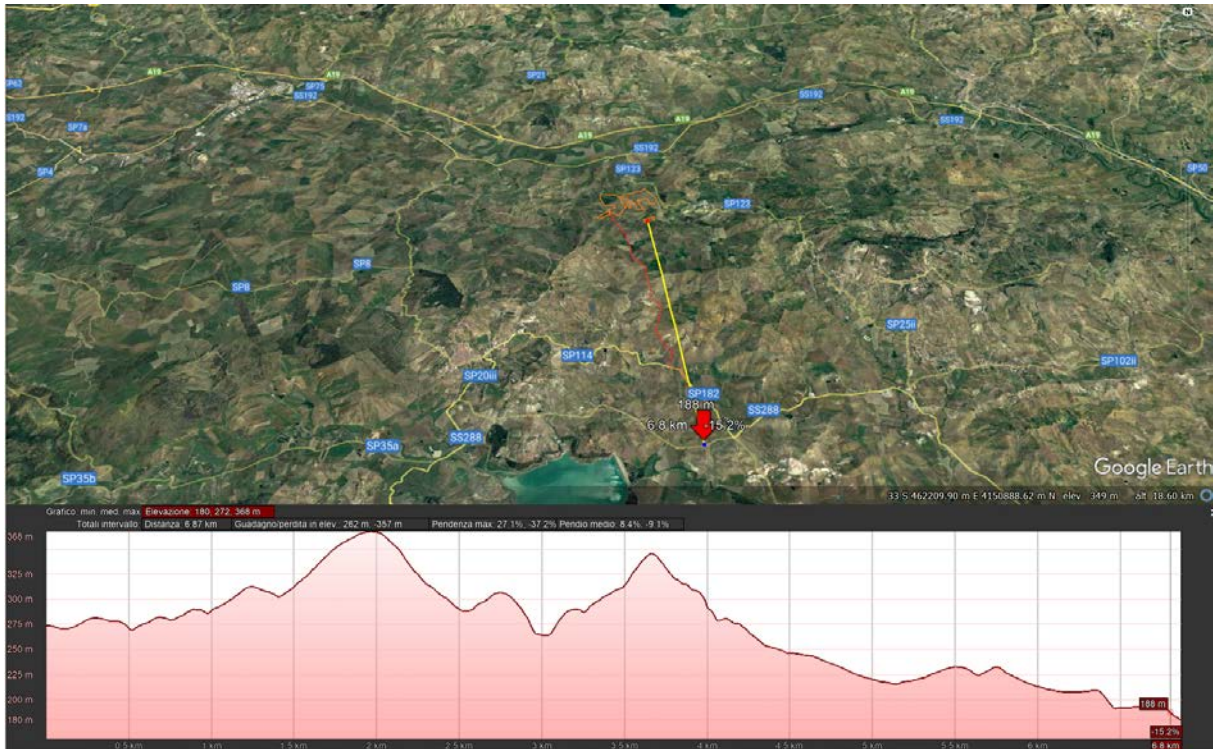 N
A19
SP62
A19
SP75
SS192
SP21
SS192
A19
SS192
SP7a
A19
A19
SS192
SS192
A19
SP4
SP123
SP50
SP123
SP8
SP8
SP25ii
SP114
SP102ii
SP20iii
SP182
188 m
SS288
6.8 km -15.2%
SS288
SP35a
SP35b
Google Earth
33 S 462209.90 m E 4150888.62 m N elev 349 m alt 18.60 km
Grafico min. med. max Elevazione: 180, 272, 368 m
Totali intervallo: Distanza: 6.87 km Guadagno/perdita in elev.: 262 m, -357 m Pendenza max: 27.1%, -37.2% Pendio medio: 8.4%, -9.1%
368 m
325 m
300 m
275 m
250 m
225 m
200 m
180 m
188 m
-15.2%
0.5 km 1 km 1.5 km 2 km 2.5 km 3 km 3.5 km 4 km 4.5 km 5 km 5.5 km 6 km 6.8 km